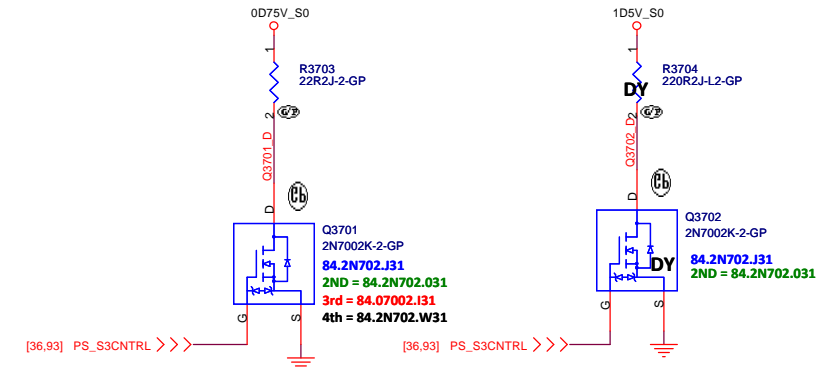 0D75V_S0
1
R3703
22R2J-2-GP
2
Q3701_D
D
Q3701
2N7002K-2-GP
84.2N702.J31
2ND = 84.2N702.031
3rd = 84.07002.I31
4th = 84.2N702.W31
G
S
[36,93] PS_S3CNTRL
1D5V_S0
1
R3704
220R2J-L2-GP
DY
2
Q3702_D
D
Q3702
2N7002K-2-GP
84.2N702.J31
DY
2ND = 84.2N702.031
G
S
[36,93] PS_S3CNTRL